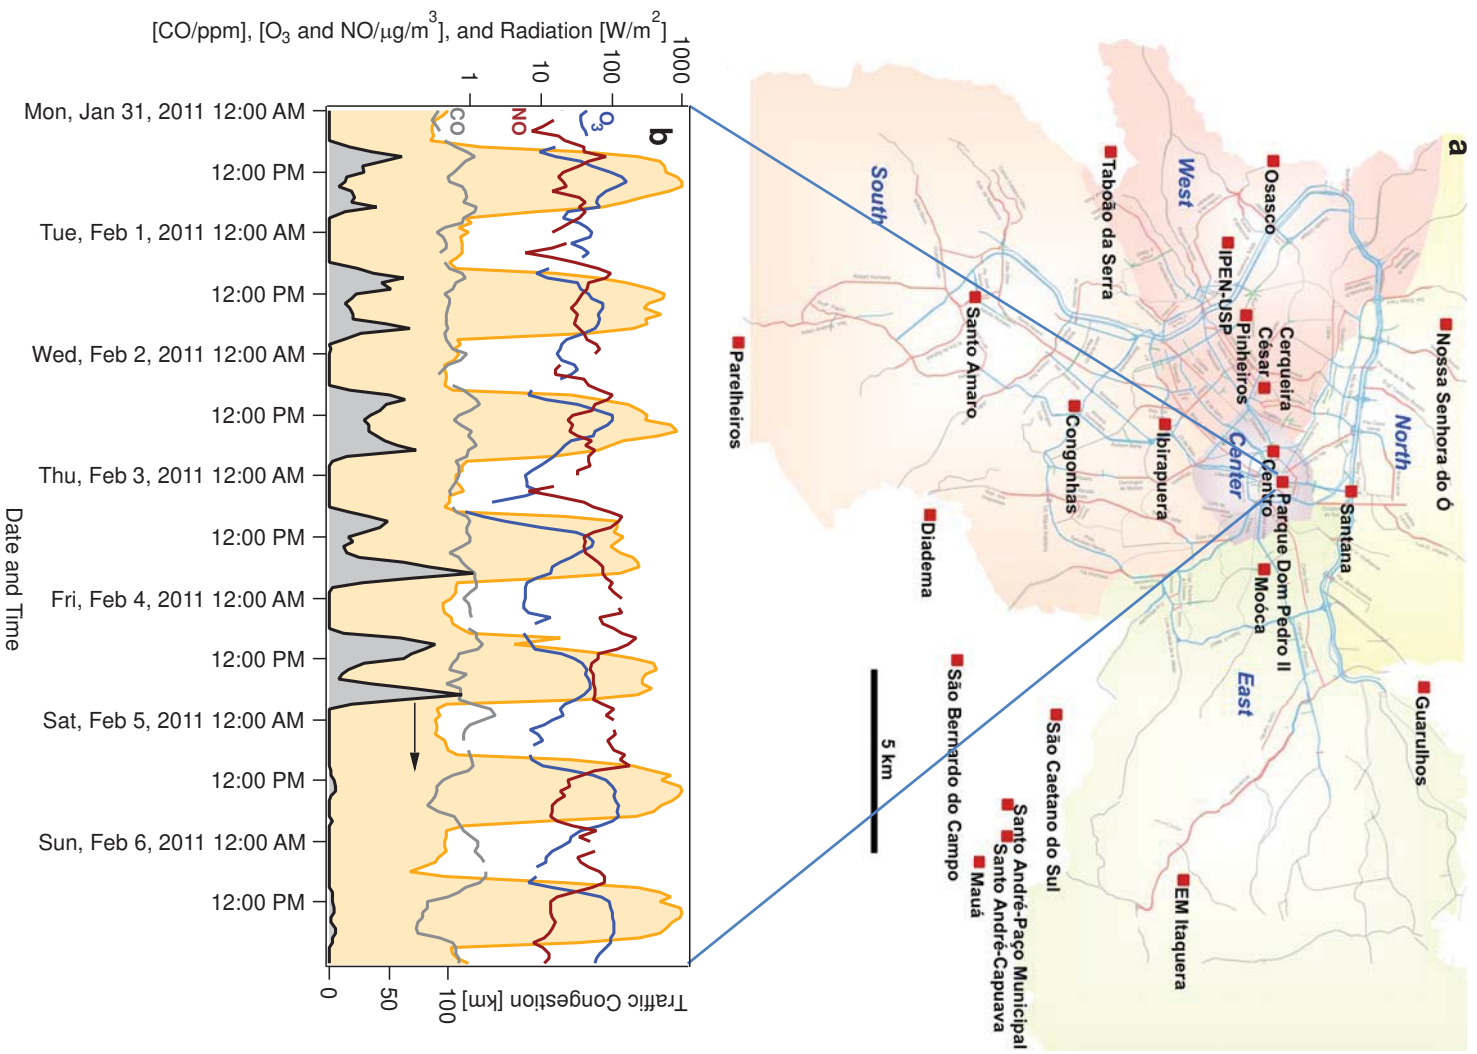 a
Nossa Senhora do Ó
North
Santana
Osasco
West
IPEN-USP
Cerqueira
César
Pinheiros
Centro
Center
Parque Dom Pedro II
Moóca
Taboão da Serra
Ibirapuera
Congonhas
South
Santo Amaro
Parelheiros
Diadema
East
Guarulhos
EM Itaquera
São Caetano do Sul
São Bernardo do Campo
Santo André-Paço Municipal
Santo André-Capuava
Mauá
5 km
b
[CO/ppm], [O3 and NO/μg/m3], and Radiation [W/m2]
1
10
100
1000
CO
NO
O3
Mon, Jan 31, 2011 12:00 AM
12:00 PM
Tue, Feb 1, 2011 12:00 AM
12:00 PM
Wed, Feb 2, 2011 12:00 AM
12:00 PM
Thu, Feb 3, 2011 12:00 AM
12:00 PM
Fri, Feb 4, 2011 12:00 AM
12:00 PM
Sat, Feb 5, 2011 12:00 AM
12:00 PM
Sun, Feb 6, 2011 12:00 AM
12:00 PM
Date and Time
0
50
100
Traffic Congestion [km]